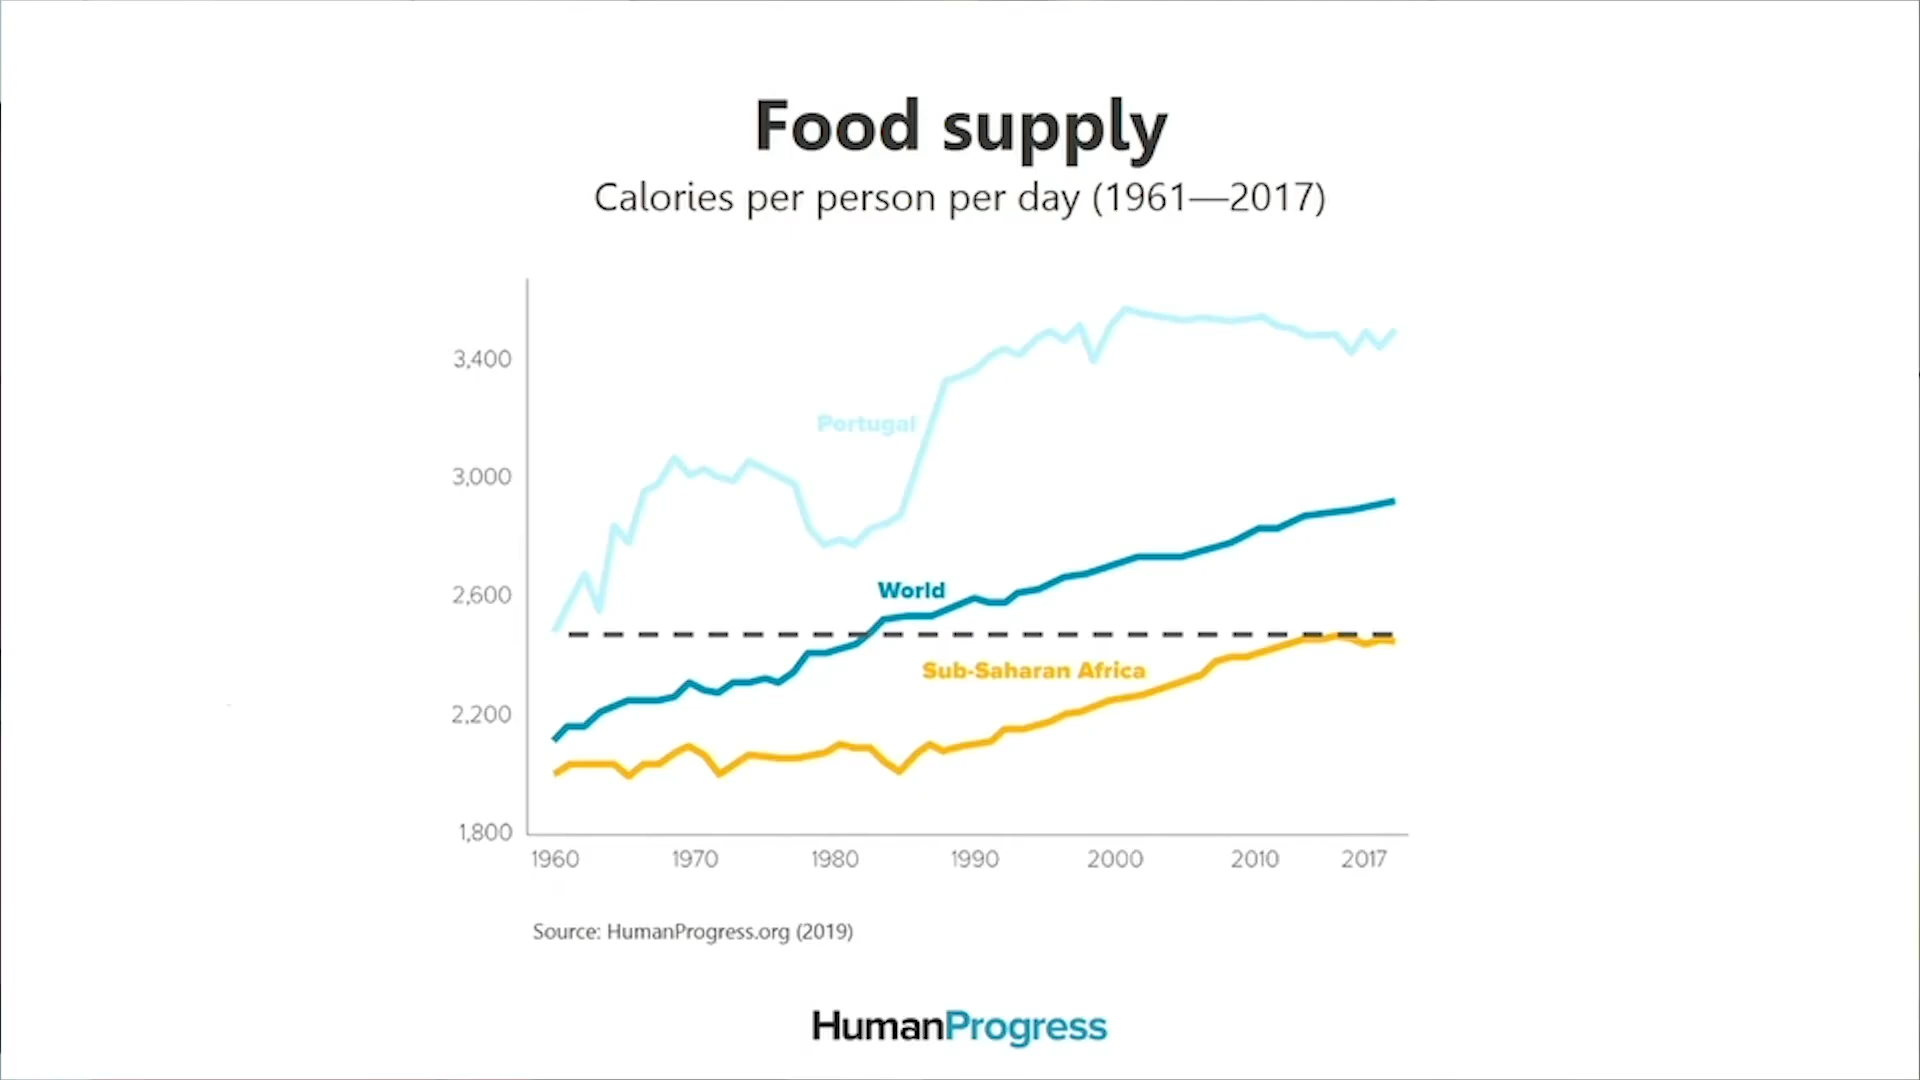 Food supply
Calories per person per day (1961—2017)
3,400
Portugal
3,000
2,600
World
Sub-Saharan Africa
2,200
1,800
1960 1970 1980 1990 2000 2010 2017
Source: HumanProgress.org (2019)
HumanProgress